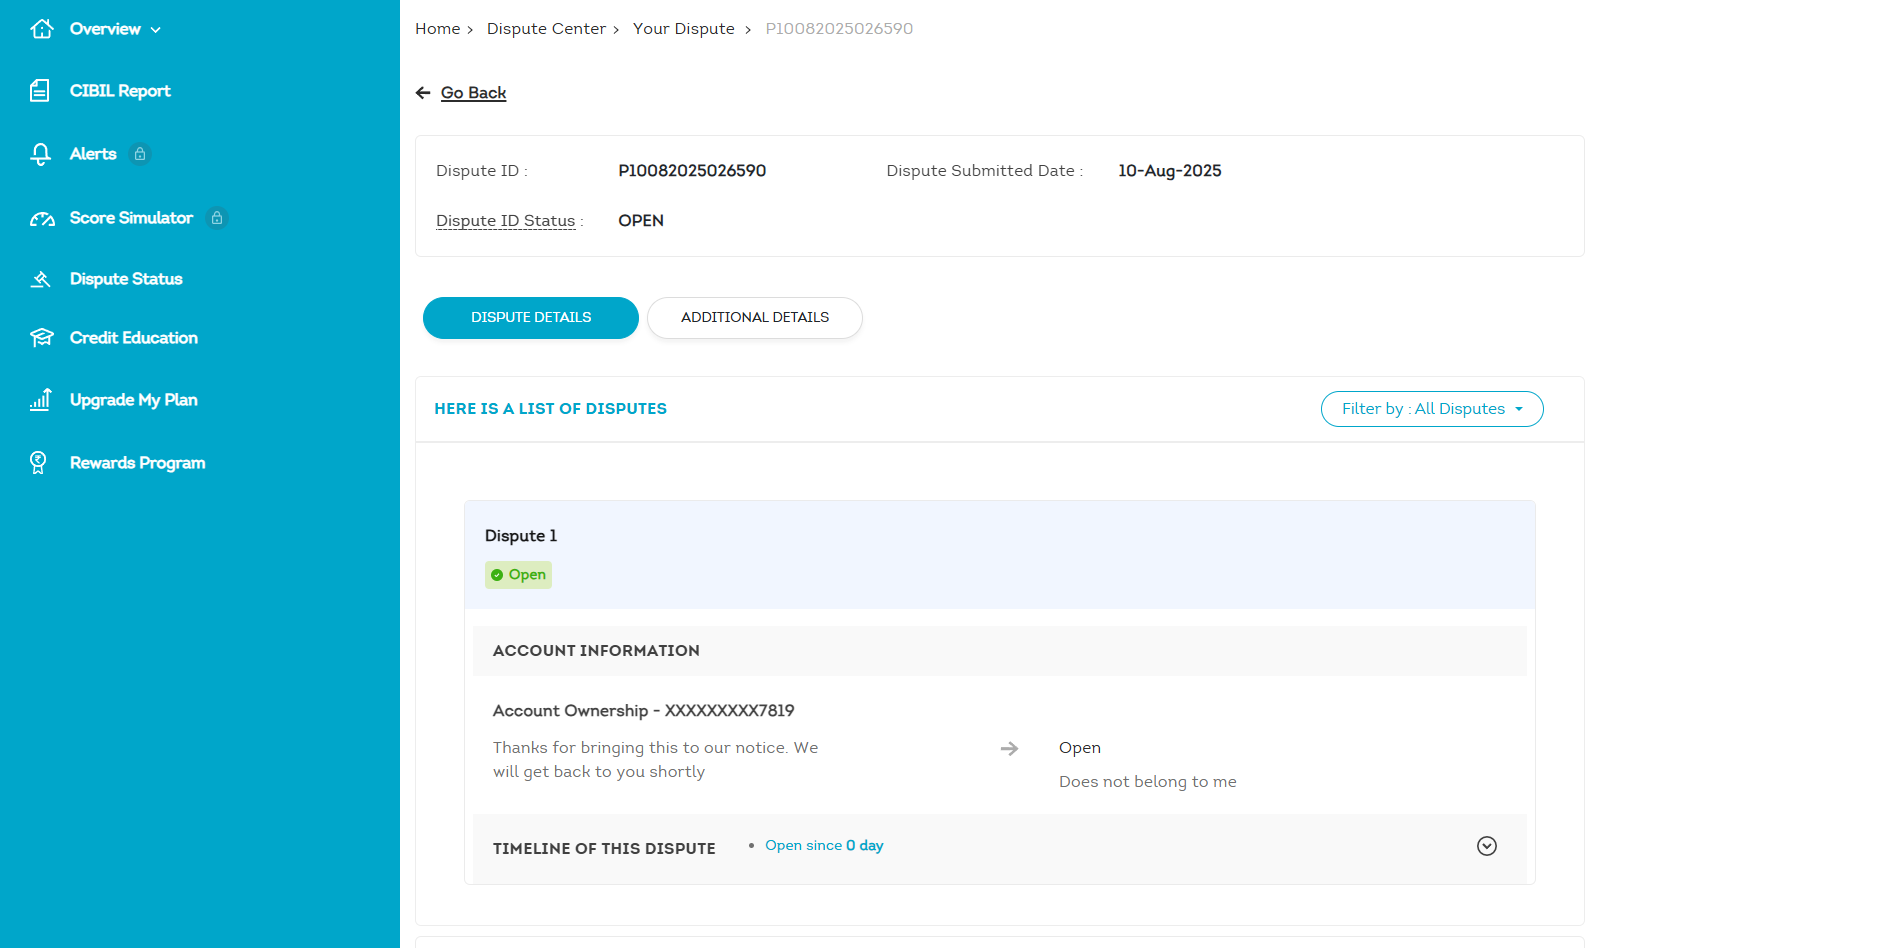 Overview
CIBIL Report
Alerts
Score Simulator
Dispute Status
Credit Education
Upgrade My Plan
Rewards Program
Home › Dispute Center › Your Dispute › P10082025026590
Go Back
Dispute ID : P10082025026590 Dispute Submitted Date : 10-Aug-2025
Dispute ID Status : OPEN
DISPUTE DETAILS ADDITIONAL DETAILS
HERE IS A LIST OF DISPUTES Filter by : All Disputes
Dispute 1
Open
ACCOUNT INFORMATION
Account Ownership - XXXXXXXXX7819
Thanks for bringing this to our notice. We
will get back to you shortly
Open
Does not belong to me
TIMELINE OF THIS DISPUTE • Open since 0 day